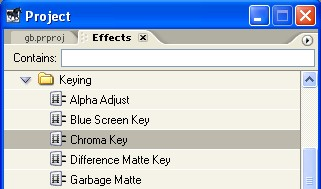 Project
gb.prproj Effects
Contains:
Keying
Alpha Adjust
Blue Screen Key
Chroma Key
Difference Matte Key
Garbage Matte